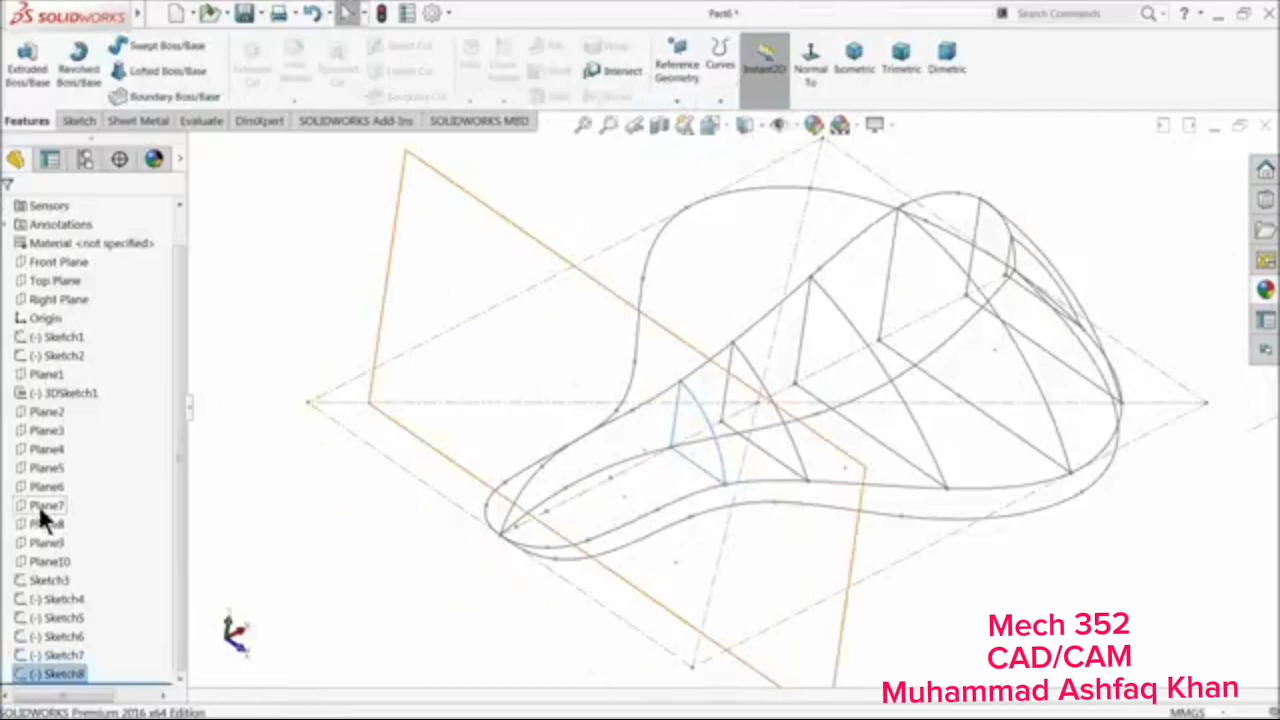 SOLIDWORKS
Part6 *
Search Commands
Extruded Boss/Base
Revolved Boss/Base
Swept Boss/Base
Lofted Boss/Base
Boundary Boss/Base
Intersect
Reference Geometry
Curves
Instant3D
Normal To
Isometric
Trimetric
Dimetric
Features
Sketch
Sheet Metal
Evaluate
DimXpert
SOLIDWORKS Add-Ins
SOLIDWORKS MBD
Sensors
Annotations
Material <not specified>
Front Plane
Top Plane
Right Plane
Origin
(-) Sketch1
(-) Sketch2
Plane1
(-) 3DSketch1
Plane2
Plane3
Plane4
Plane5
Plane6
Plane7
Plane9
Plane10
Sketch3
(-) Sketch4
(-) Sketch5
(-) Sketch6
(-) Sketch7
(-) Sketch8
Mech 352
CAD/CAM
Muhammad Ashfaq Khan
SOLIDWORKS Premium 2016 x64 Edition
MMGS